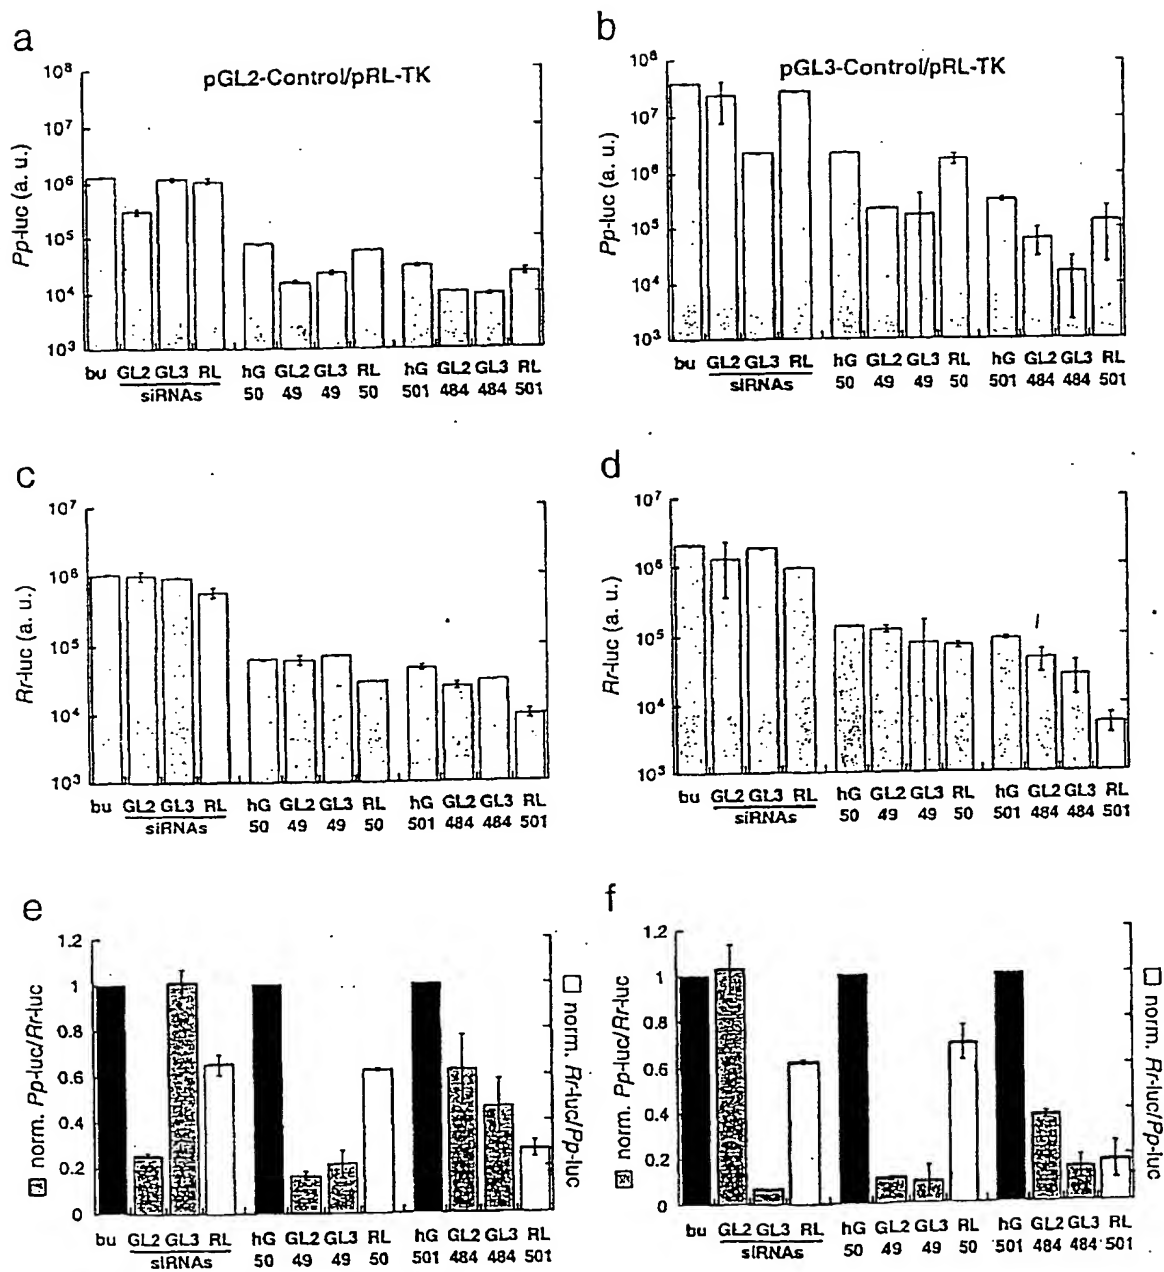 a
pGL2-Control/pRL-TK
Pp-luc (a. u.)
10⁸
10⁷
10⁶
10⁵
10⁴
10³
bu GL2 GL3 RL hG GL2 GL3 RL hG GL2 GL3 RL
siRNAs 50 49 49 50 501 484 484 501
b
pGL3-Control/pRL-TK
Pp-luc (a. u.)
10⁸
10⁷
10⁶
10⁵
10⁴
10³
bu GL2 GL3 RL hG GL2 GL3 RL hG GL2 GL3 RL
siRNAs 50 49 49 50 501 484 484 501
c
Rr-luc (a. u.)
10⁷
10⁶
10⁵
10⁴
10³
bu GL2 GL3 RL hG GL2 GL3 RL hG GL2 GL3 RL
siRNAs 50 49 49 50 501 484 484 501
d
Rr-luc (a. u.)
10⁷
10⁶
10⁵
10⁴
10³
bu GL2 GL3 RL hG GL2 GL3 RL hG GL2 GL3 RL
siRNAs 50 49 49 50 501 484 484 501
e
norm. Pp-luc/Rr-luc
1.2
1
0.8
0.6
0.4
0.2
0
norm. Rr-luc/Pp-luc
bu GL2 GL3 RL hG GL2 GL3 RL hG GL2 GL3 RL
siRNAs 50 49 49 50 501 484 484 501
f
norm. Pp-luc/Rr-luc
1.2
1
0.8
0.6
0.4
0.2
0
norm. Rr-luc/Pp-luc
bu GL2 GL3 RL hG GL2 GL3 RL hG GL2 GL3 RL
siRNAs 50 49 49 50 501 484 484 501